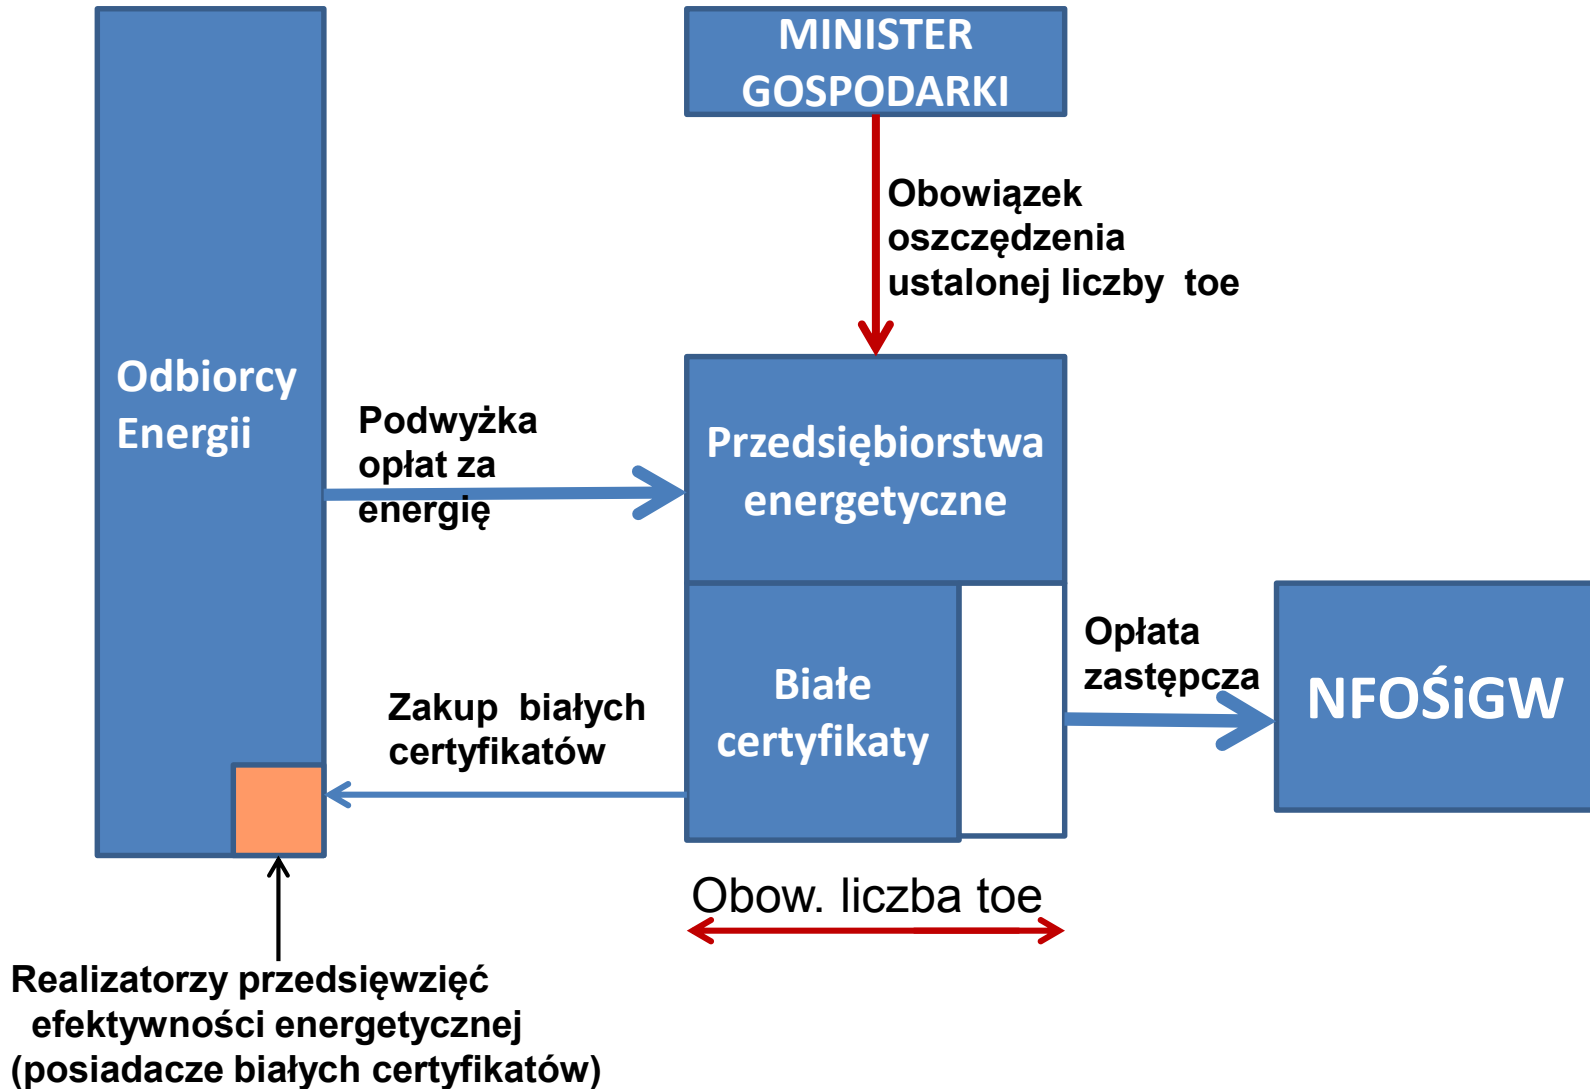 MINISTER
GOSPODARKI
Obowiązek
oszczędzenia
ustalonej liczby toe
Odbiorcy
Energii
Podwyżka
opłat za
energię
Przedsiębiorstwa
energetyczne
Opłata
zastępcza
NFOŚiGW
Białe
certyfikaty
Zakup białych
certyfikatów
Obow. liczba toe
Realizatorzy przedsięwzięć
efektywności energetycznej
(posiadacze białych certyfikatów)